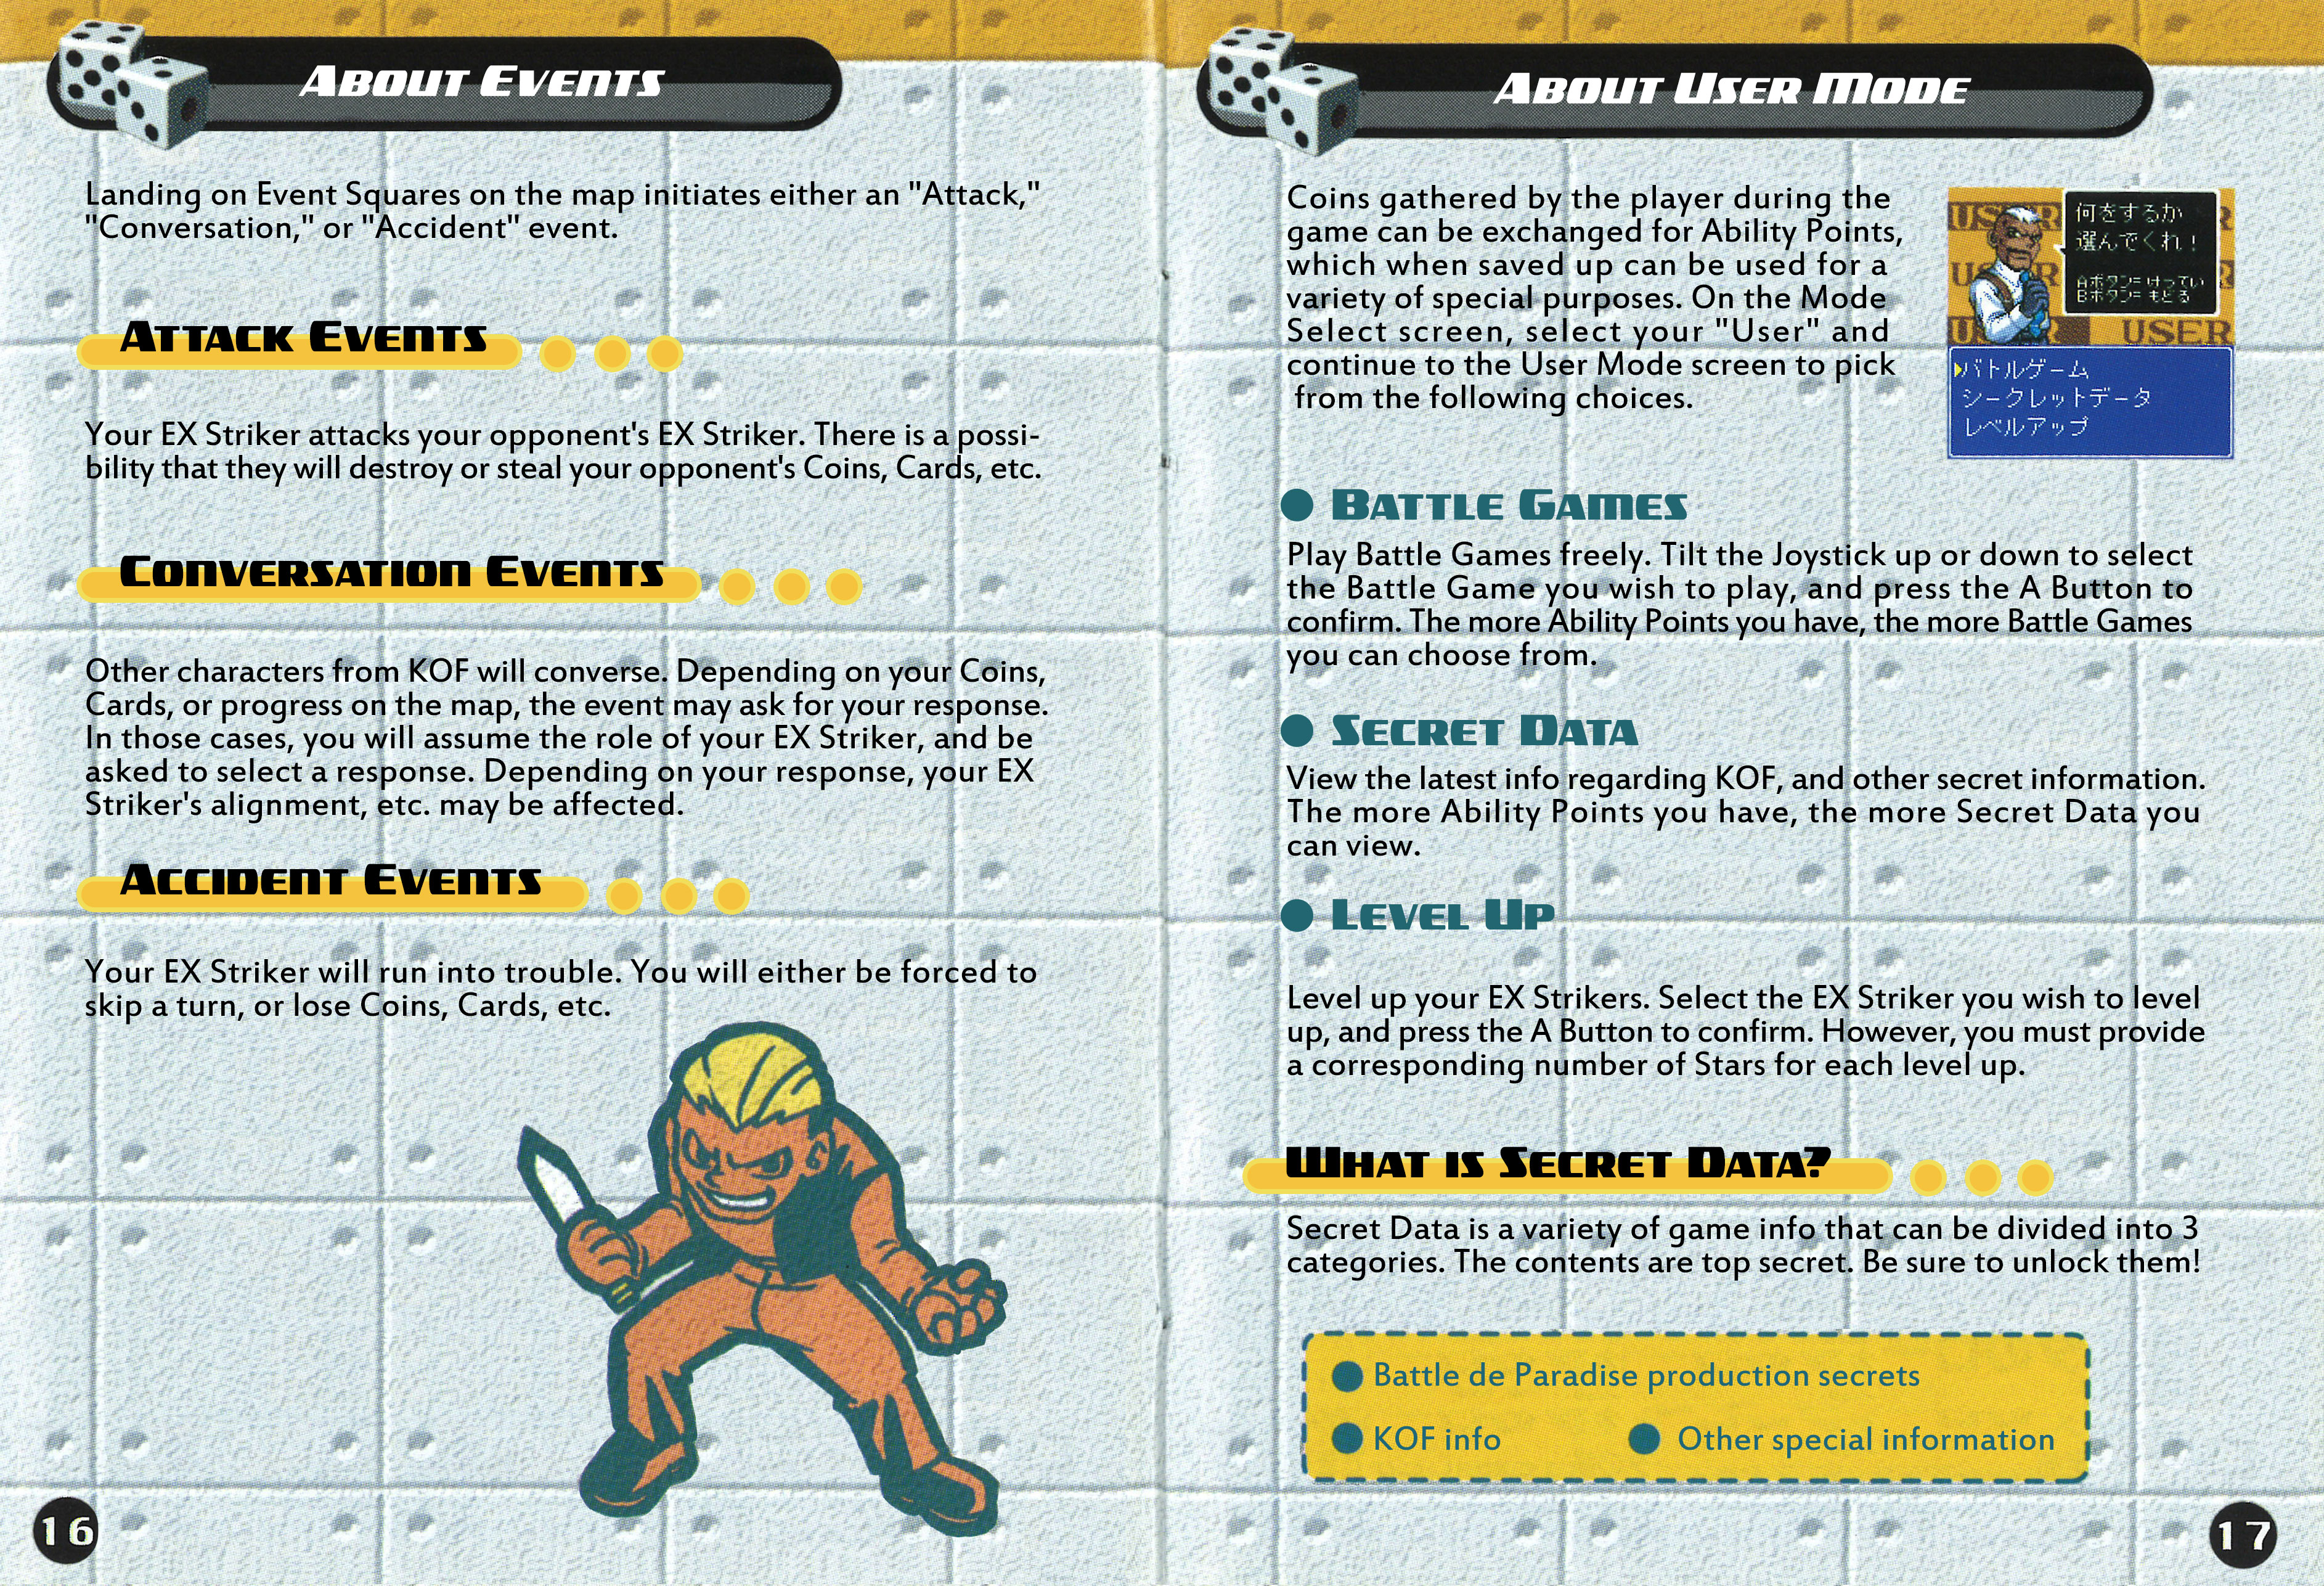 About Events
Landing on Event Squares on the map initiates either an "Attack,"
"Conversation," or "Accident" event.
Attack Events
Your EX Striker attacks your opponent's EX Striker. There is a possi-
bility that they will destroy or steal your opponent's Coins, Cards, etc.
Conversation Events
Other characters from KOF will converse. Depending on your Coins,
Cards, or progress on the map, the event may ask for your response.
In those cases, you will assume the role of your EX Striker, and be
asked to select a response. Depending on your response, your EX
Striker's alignment, etc. may be affected.
Accident Events
Your EX Striker will run into trouble. You will either be forced to
skip a turn, or lose Coins, Cards, etc.
16
About User Mode
Coins gathered by the player during the
game can be exchanged for Ability Points,
which when saved up can be used for a
variety of special purposes. On the Mode
Select screen, select your "User" and
continue to the User Mode screen to pick
from the following choices.
USER
何をするか
選んでくれ!
Aボタン=けってい
Bボタン=もどる
USER
バトルゲーム
シークレットデータ
レベルアップ
● Battle Games
Play Battle Games freely. Tilt the Joystick up or down to select
the Battle Game you wish to play, and press the A Button to
confirm. The more Ability Points you have, the more Battle Games
you can choose from.
● Secret Data
View the latest info regarding KOF, and other secret information.
The more Ability Points you have, the more Secret Data you
can view.
● Level Up
Level up your EX Strikers. Select the EX Striker you wish to level
up, and press the A Button to confirm. However, you must provide
a corresponding number of Stars for each level up.
What is Secret Data?
Secret Data is a variety of game info that can be divided into 3
categories. The contents are top secret. Be sure to unlock them!
● Battle de Paradise production secrets
● KOF info ● Other special information
17